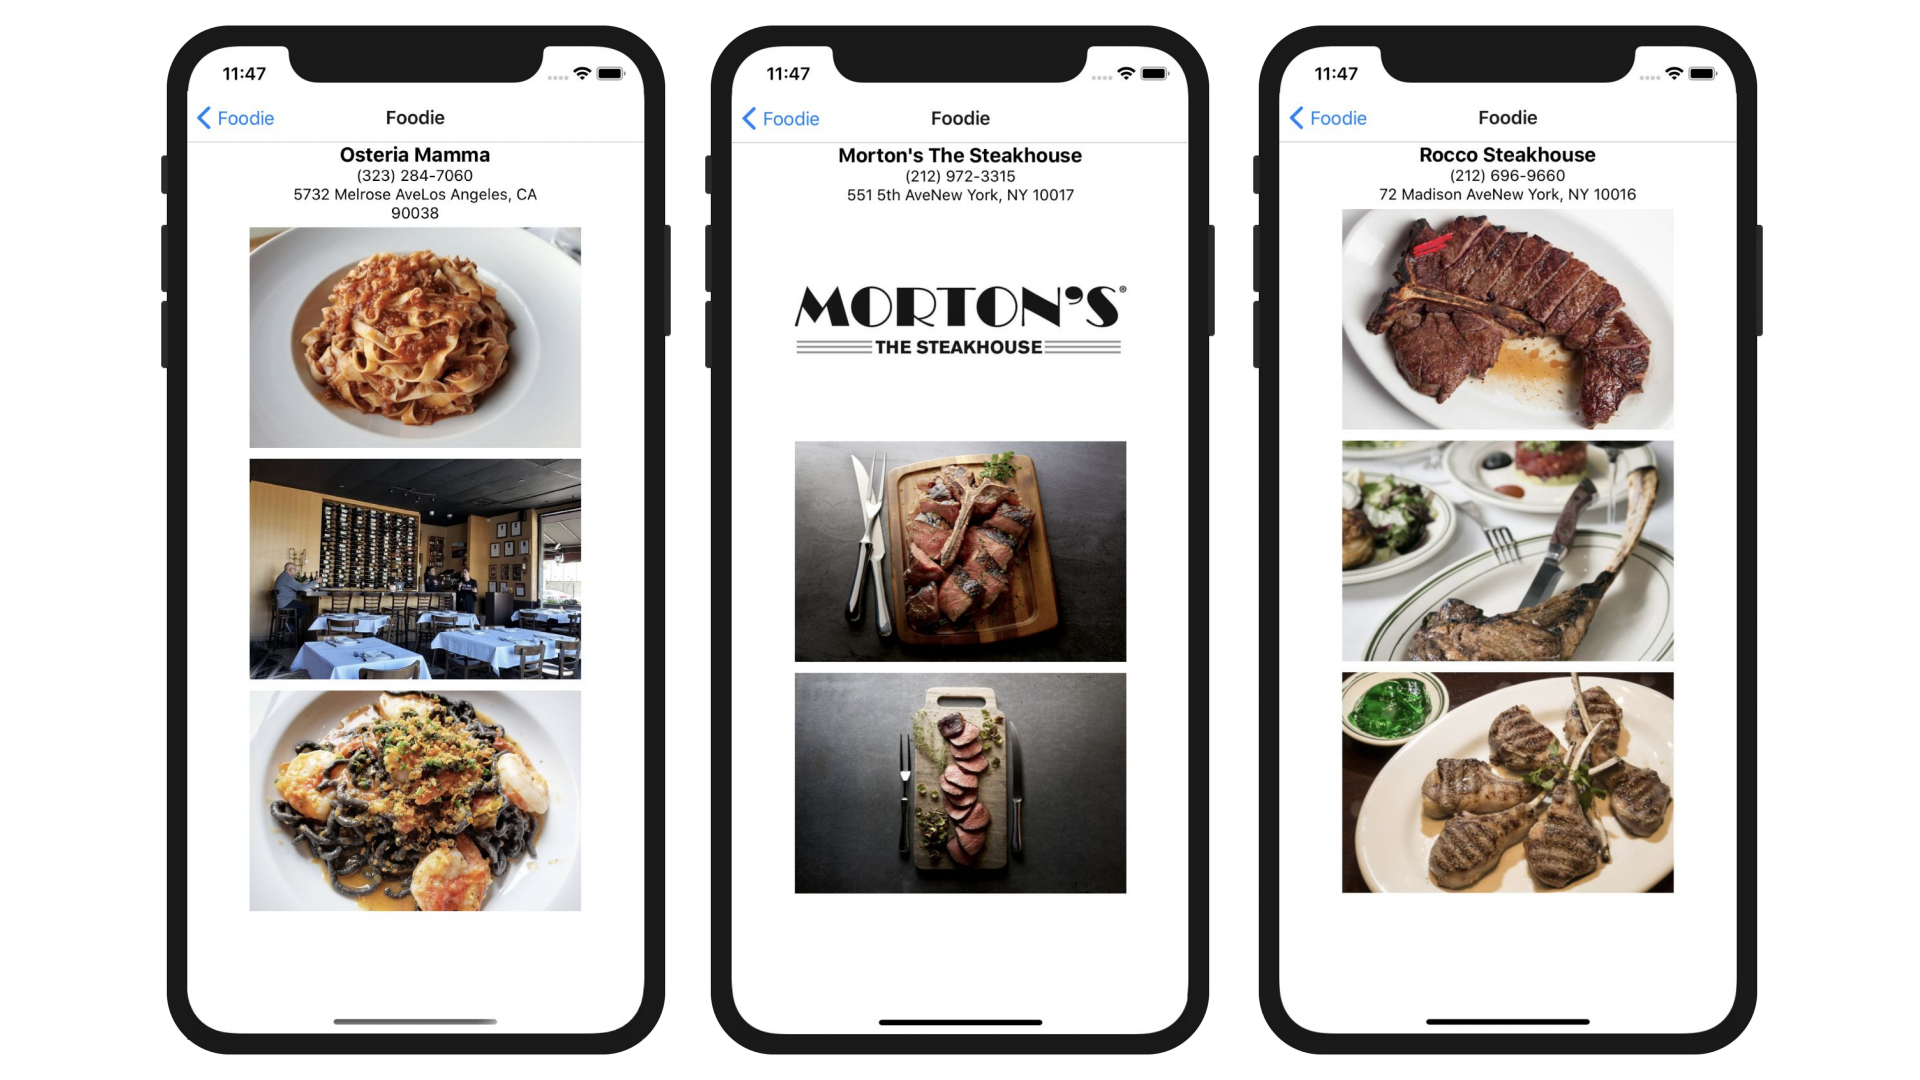 11:47
Foodie
Foodie
Osteria Mamma
(323) 284-7060
5732 Melrose AveLos Angeles, CA
90038
11:47
Foodie
Foodie
Morton's The Steakhouse
(212) 972-3315
551 5th AveNew York, NY 10017
MORTON'S®
THE STEAKHOUSE
11:47
Foodie
Foodie
Rocco Steakhouse
(212) 696-9660
72 Madison AveNew York, NY 10016